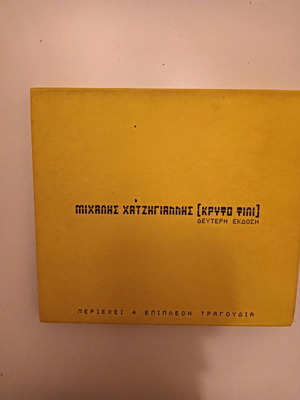 ΜΙΧΑΛΗΣ ΧΑΤΖΗΓΙΑΝΝΗΣ [ΚΡΥΦΟ ΦΙΛΙ]
ΔΕΥΤΕΡΗ ΕΚΔΟΣΗ
ΠΕΡΙΕΧΕΙ 4 ΕΠΙΠΛΕΟΝ ΤΡΑΓΟΥΔΙΑ